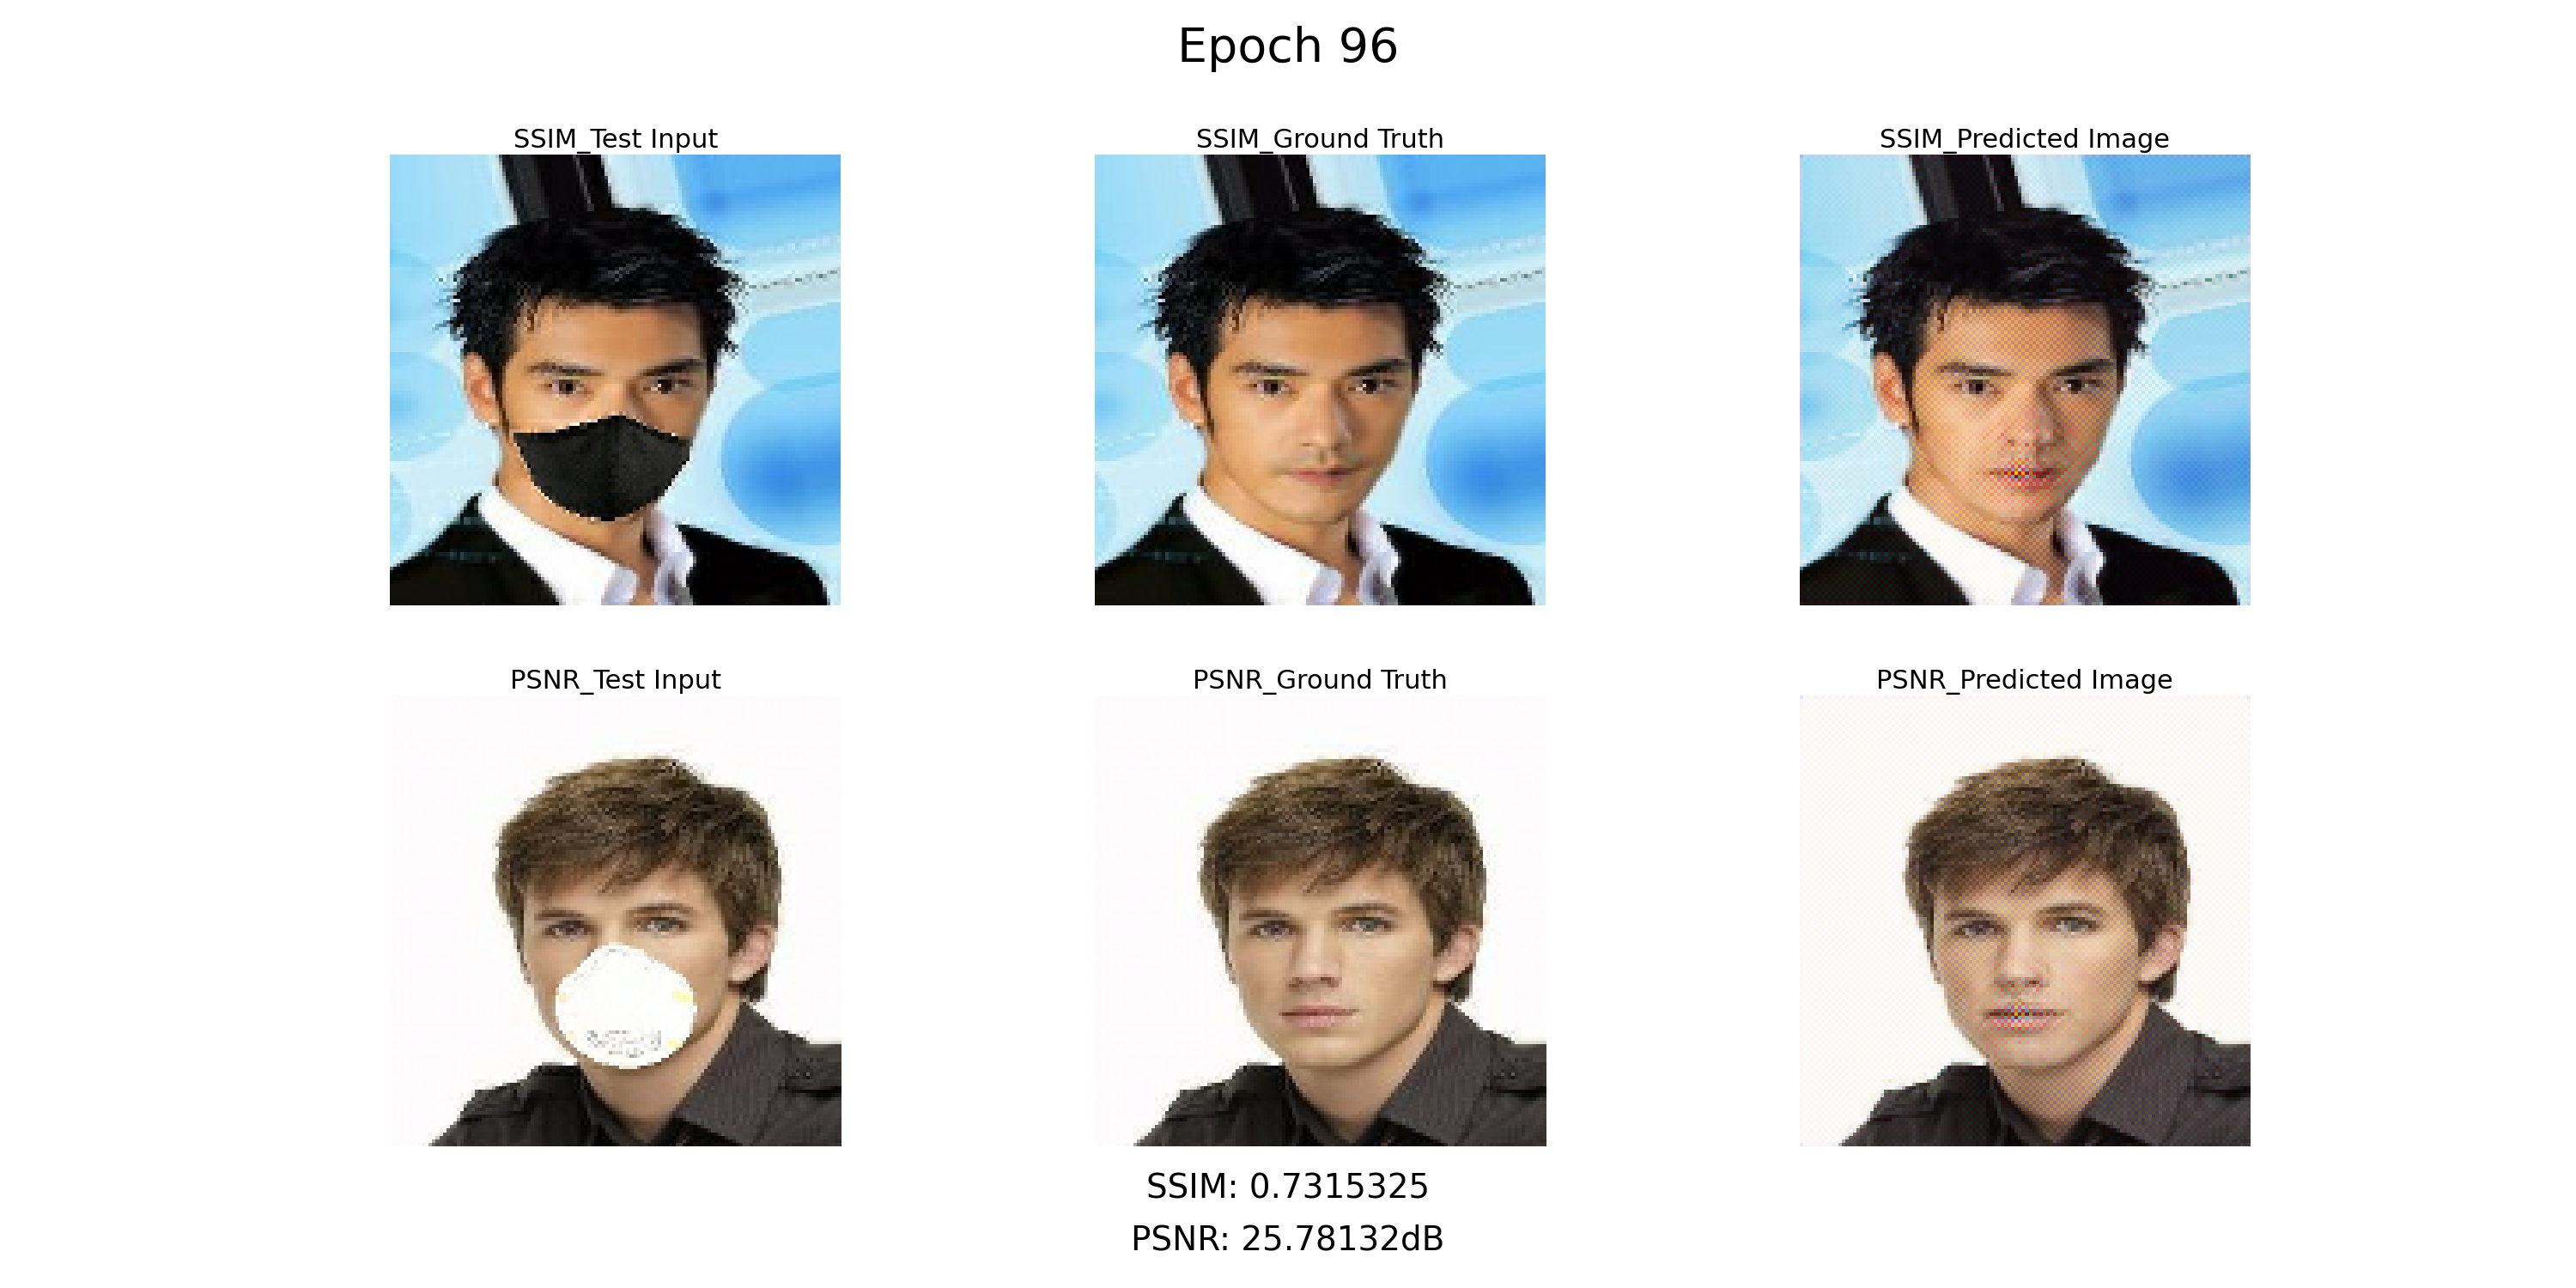 Epoch 96
SSIM_Test Input
SSIM_Ground Truth
SSIM_Predicted Image
PSNR_Test Input
PSNR_Ground Truth
PSNR_Predicted Image
SSIM: 0.7315325
PSNR: 25.78132dB